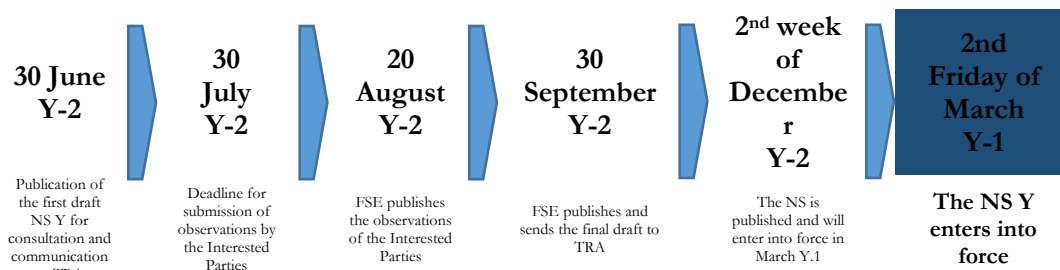 30 June
Y-2
Publication of
the first draft
NS Y for
consultation and
communication
30
July
Y-2
Deadline for
submission of
observations by
the Interested
Parties
20
August
Y-2
FSE publishes
the observations
of the Interested
Parties
30
September
Y-2
FSE publishes and
sends the final draft to
TRA
2nd week
of
Decembe
r
Y-2
The NS is
published and will
enter into force in
March Y.1
2nd
Friday of
March
Y-1
The NS Y
enters into
force